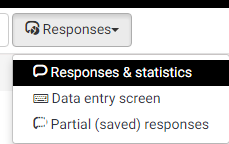 Responses
Responses & statistics
Data entry screen
Partial (saved) responses